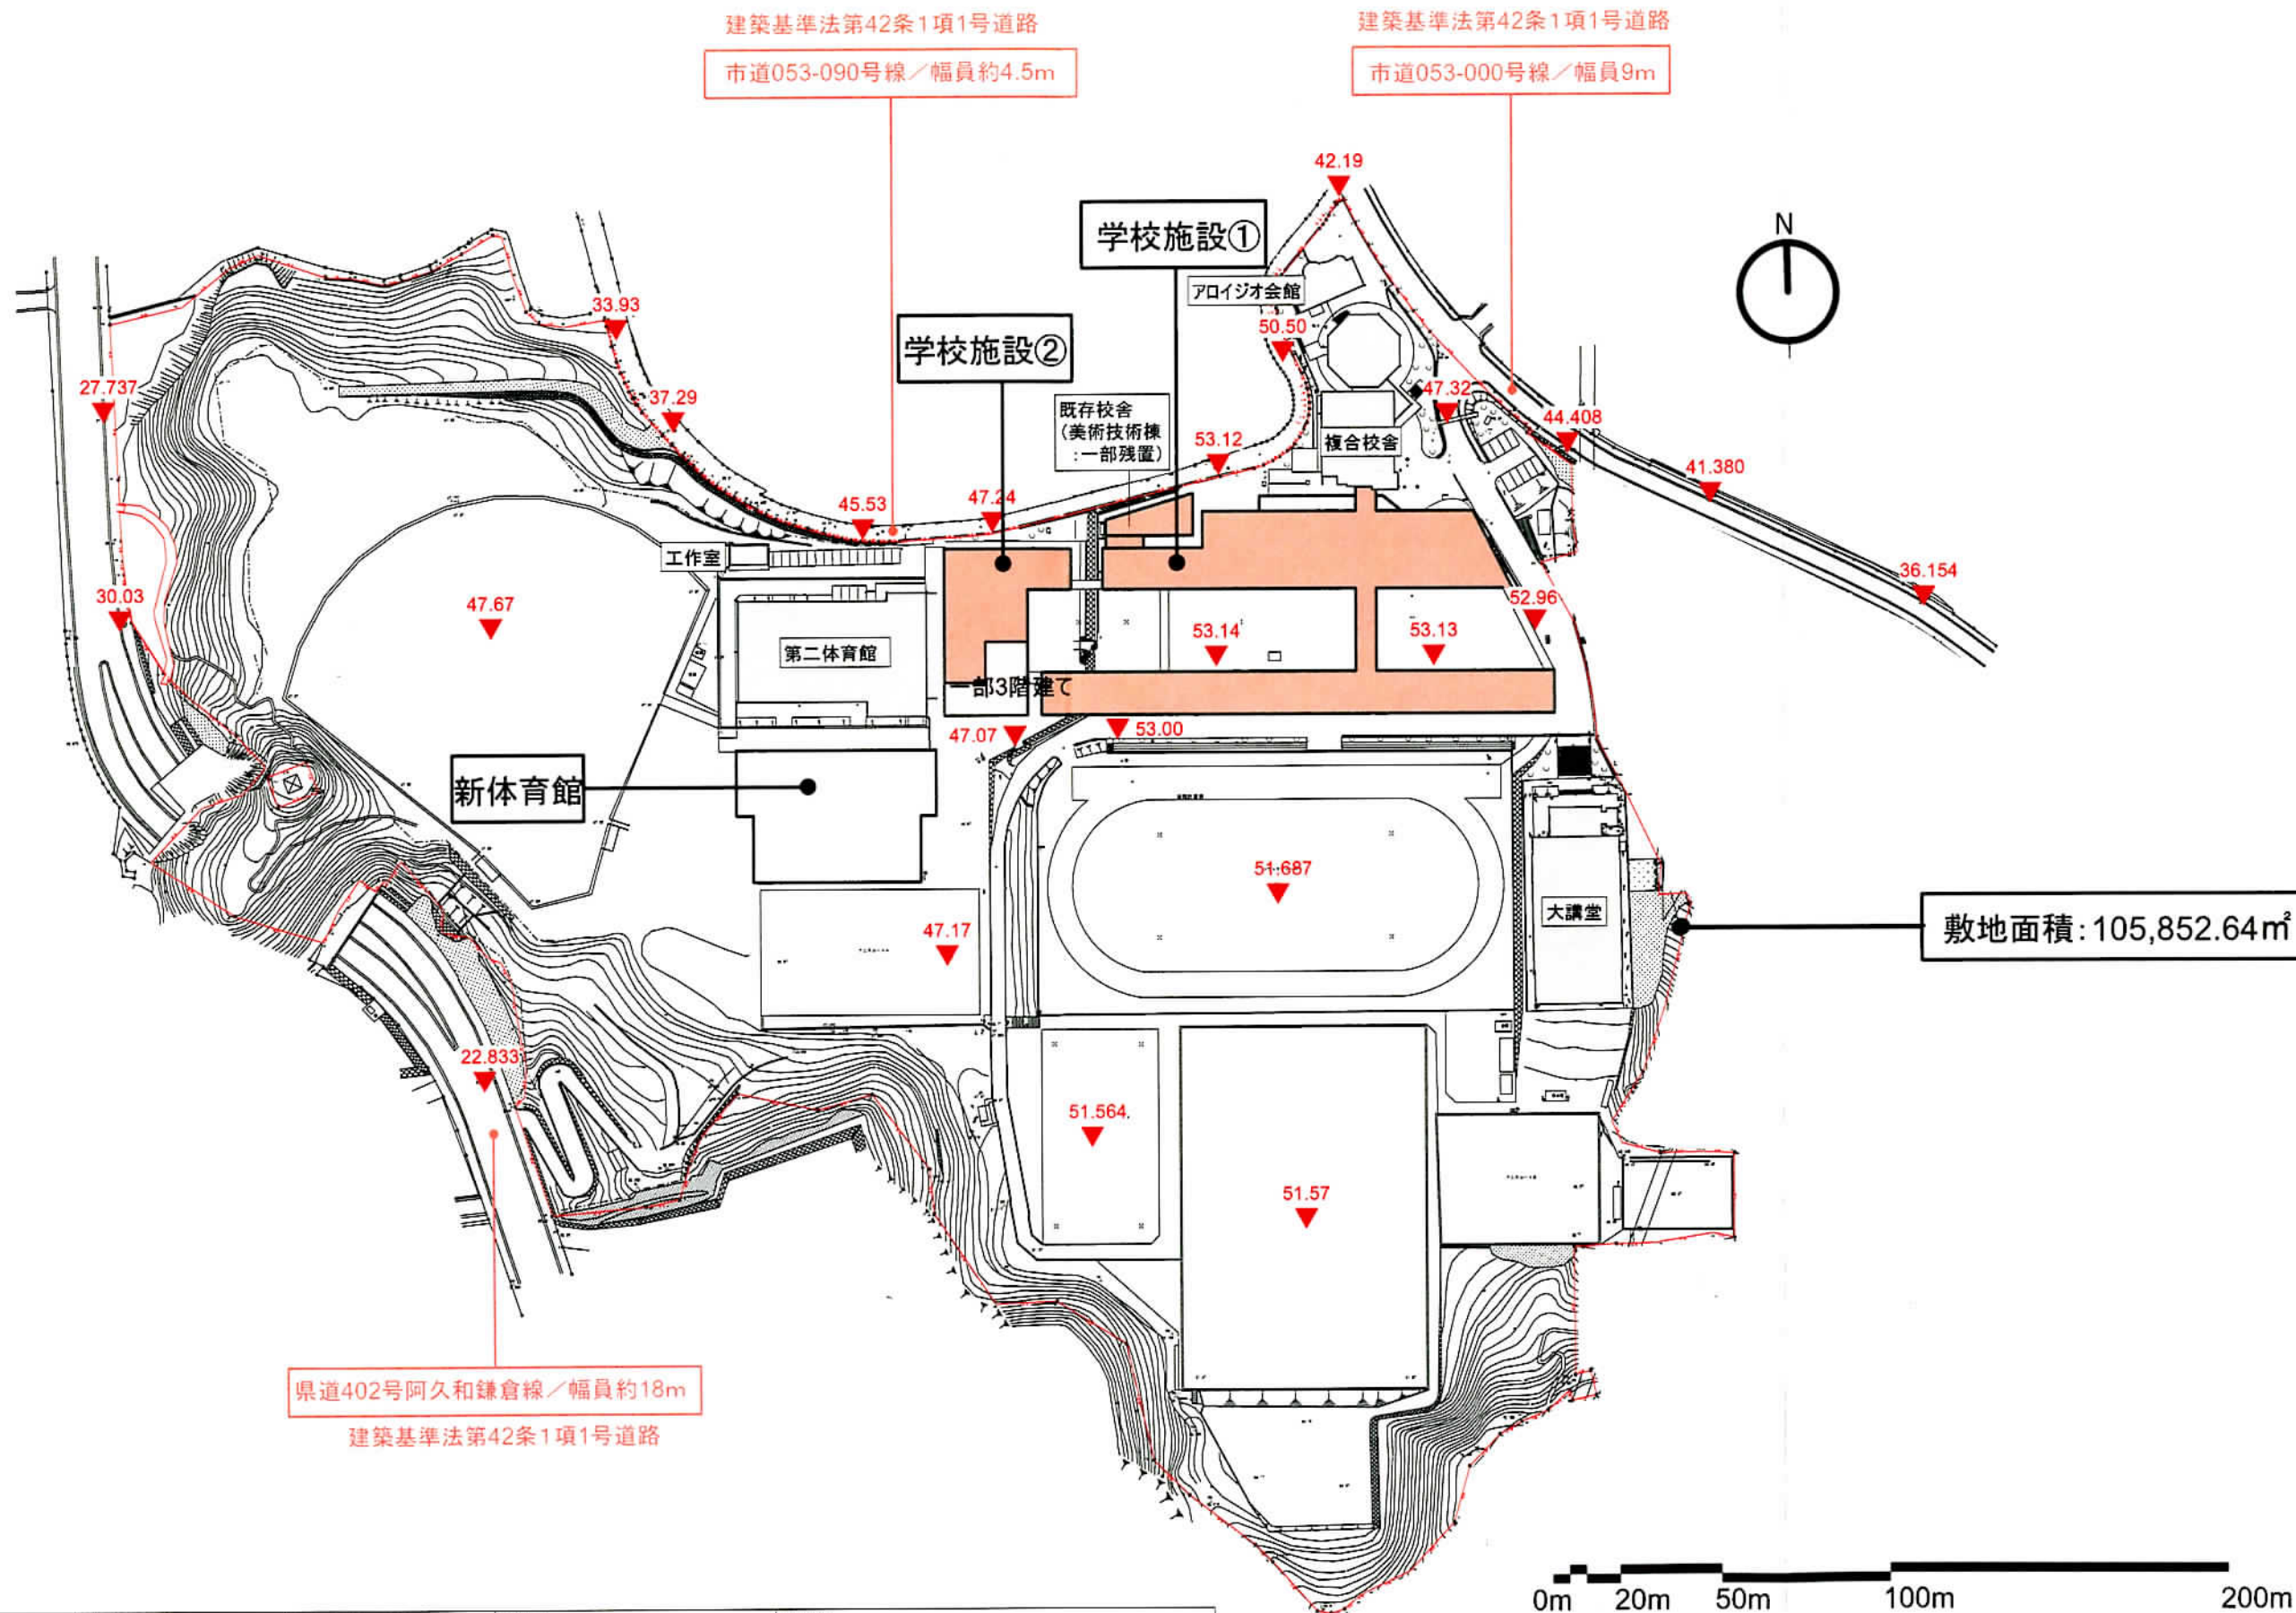 建築基準法第42条1項1号道路
市道053-090号線／幅員約4.5m
建築基準法第42条1項1号道路
市道053-000号線／幅員9m
42.19
学校施設①
N
アロイジオ会館
33.93
50.50
学校施設②
27.737
37.29
47.32
既存校舎
（美術技術棟
：一部残置）
44.408
53.12
複合校舎
41.380
45.53
47.24
工作室
36.154
30.03
47.67
52.96
53.14
53.13
第二体育館
一部3階建て
47.07
53.00
新体育館
51.687
大講堂
敷地面積：105,852.64㎡
47.17
22.833
51.564
51.57
県道402号阿久和鎌倉線／幅員約18m
建築基準法第42条1項1号道路
0m 20m 50m 100m 200m